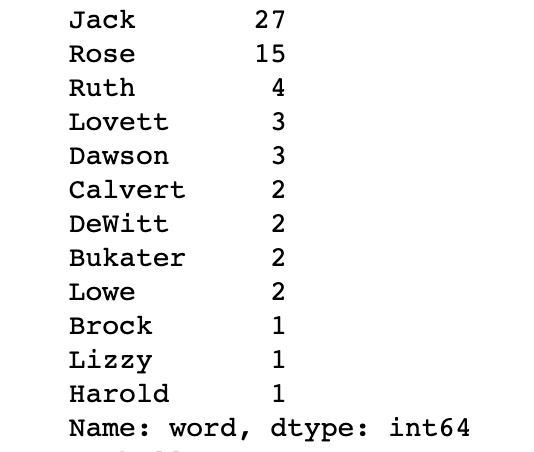 Jack 27
Rose 15
Ruth 4
Lovett 3
Dawson 3
Calvert 2
DeWitt 2
Bukater 2
Lowe 2
Brock 1
Lizzy 1
Harold 1
Name: word, dtype: int64